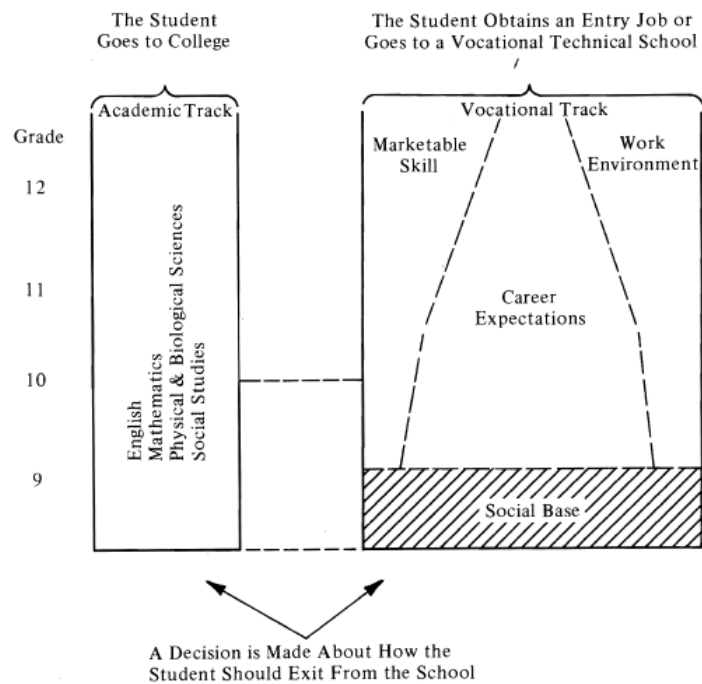 The Student
Goes to College
The Student Obtains an Entry Job or
Goes to a Vocational Technical School
Academic Track
Vocational Track
Grade
12
11
10
9
English
Mathematics
Physical & Biological Sciences
Social Studies
Marketable
Skill
Work
Environment
Career
Expectations
Social Base
A Decision is Made About How the
Student Should Exit From the School